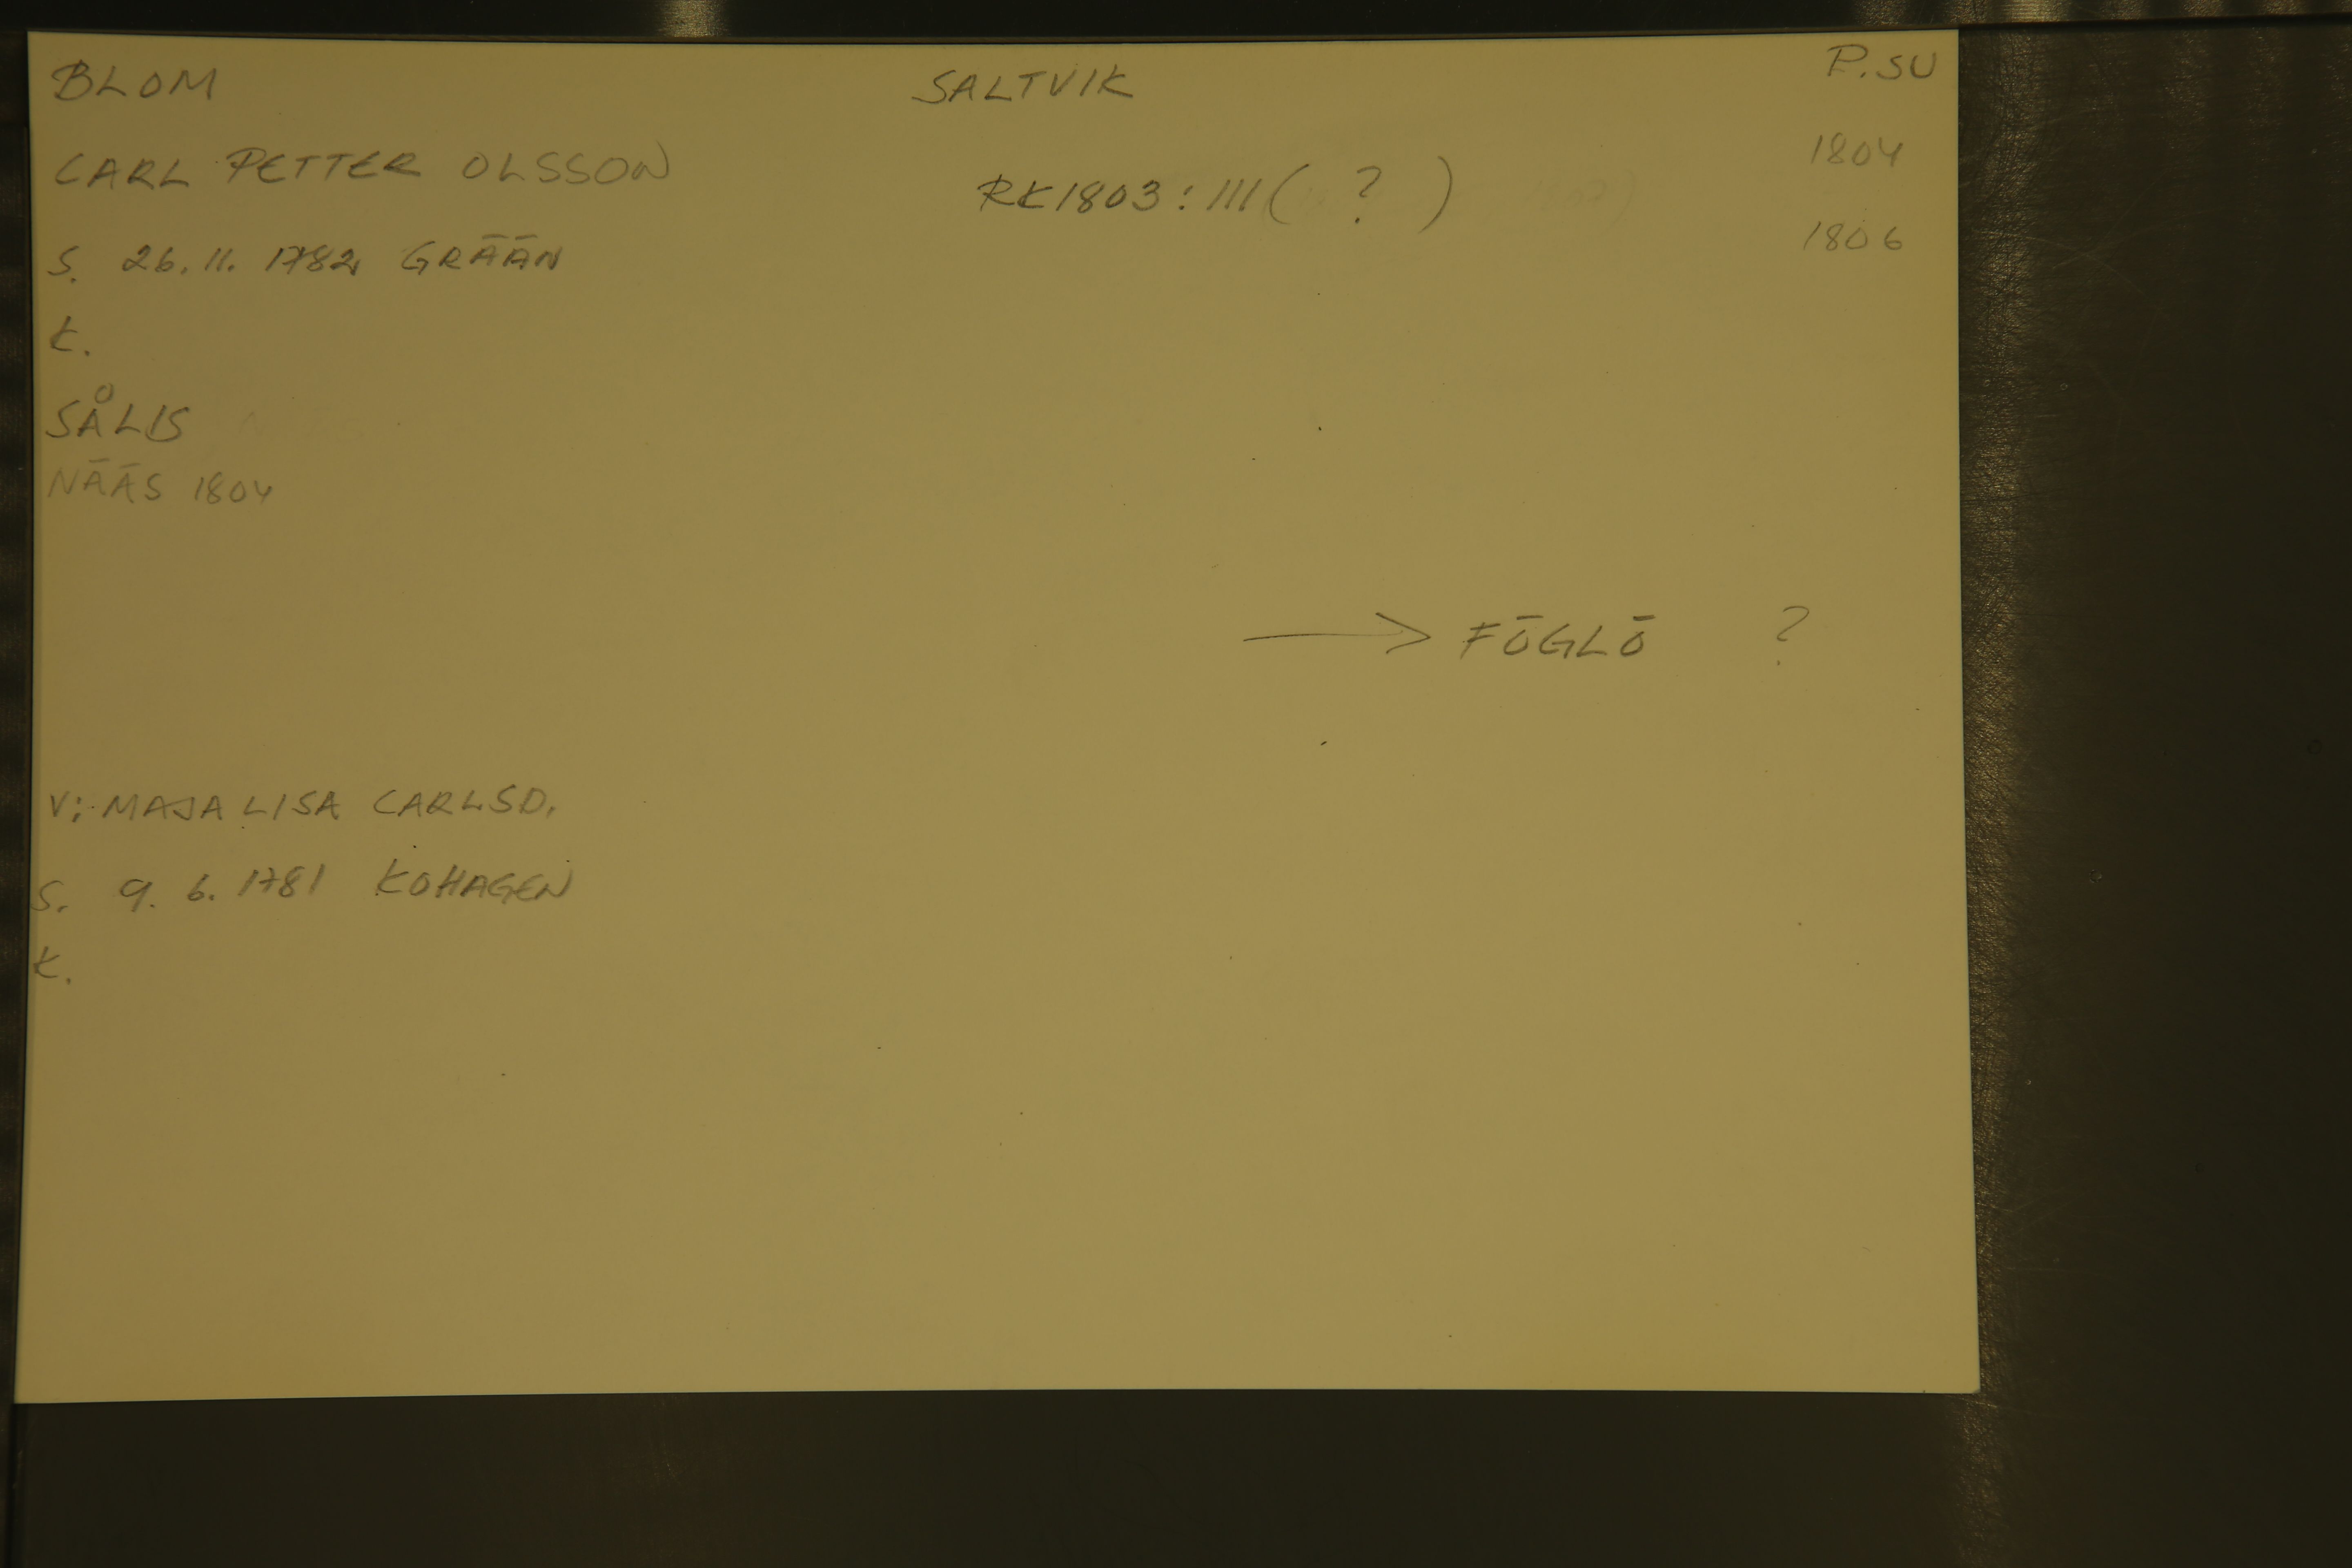 BLOM SALTVIK P.SU
CARL PETTER OLSSON RK1803:111( ? ) 1804
S. 26.11.1782 GRÄÄN 1806
K.
SÅLIS
NÄÄS 1804
→ FÖGLÖ ?
V: MAJA LISA CARLSD.
S. 9.6.1781 KOHAGEN
K.